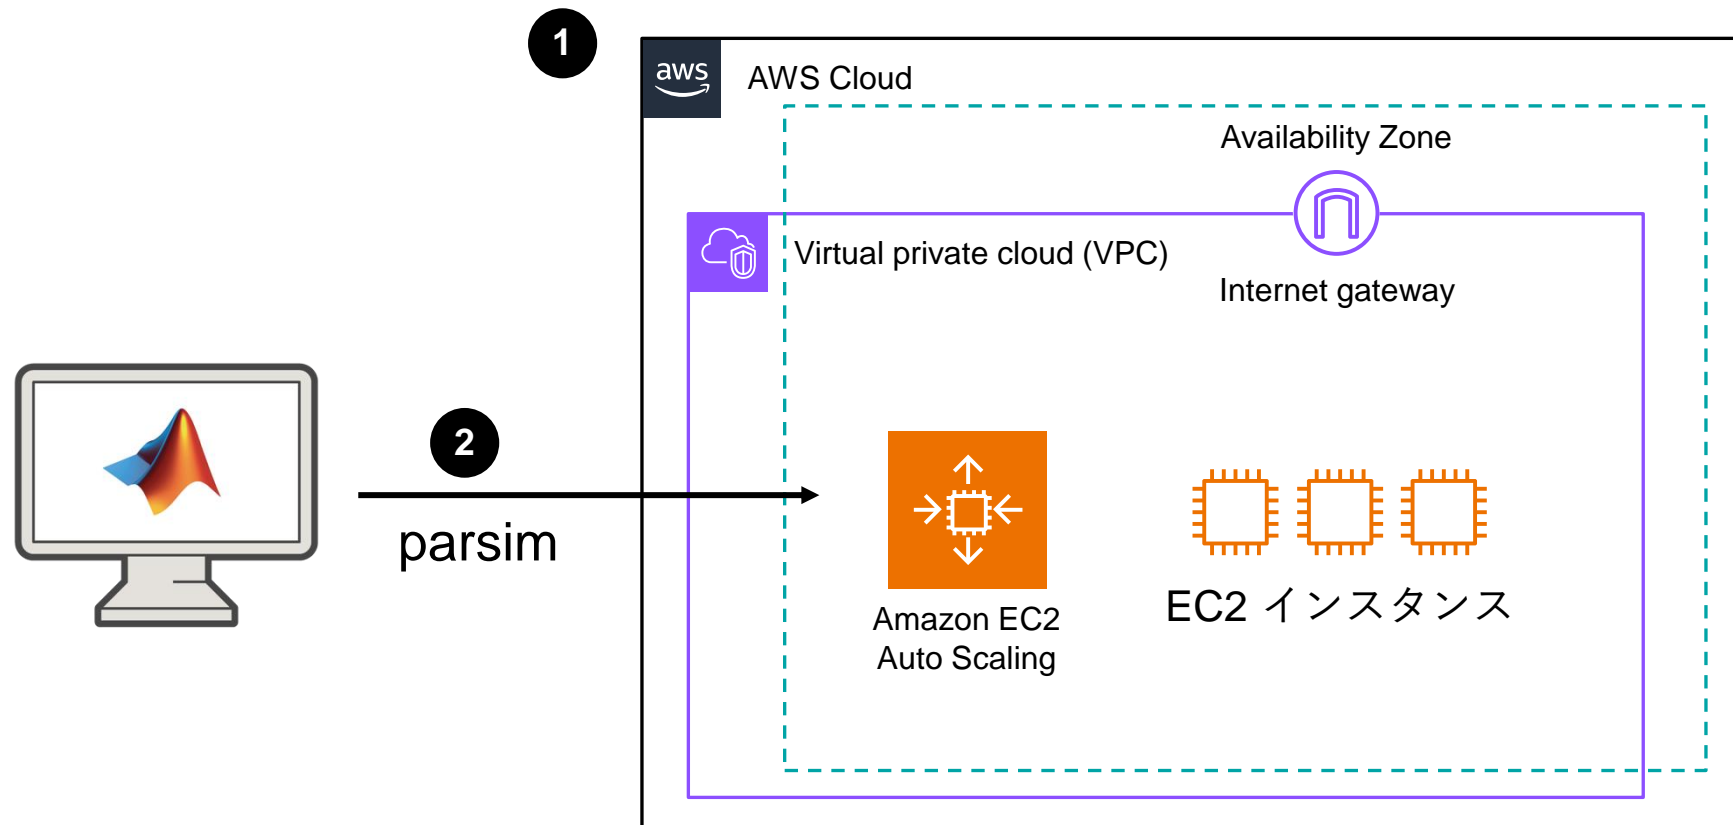 1
aws
AWS Cloud
Availability Zone
Virtual private cloud (VPC)
Internet gateway
2
parsim
Amazon EC2
Auto Scaling
EC2 インスタンス